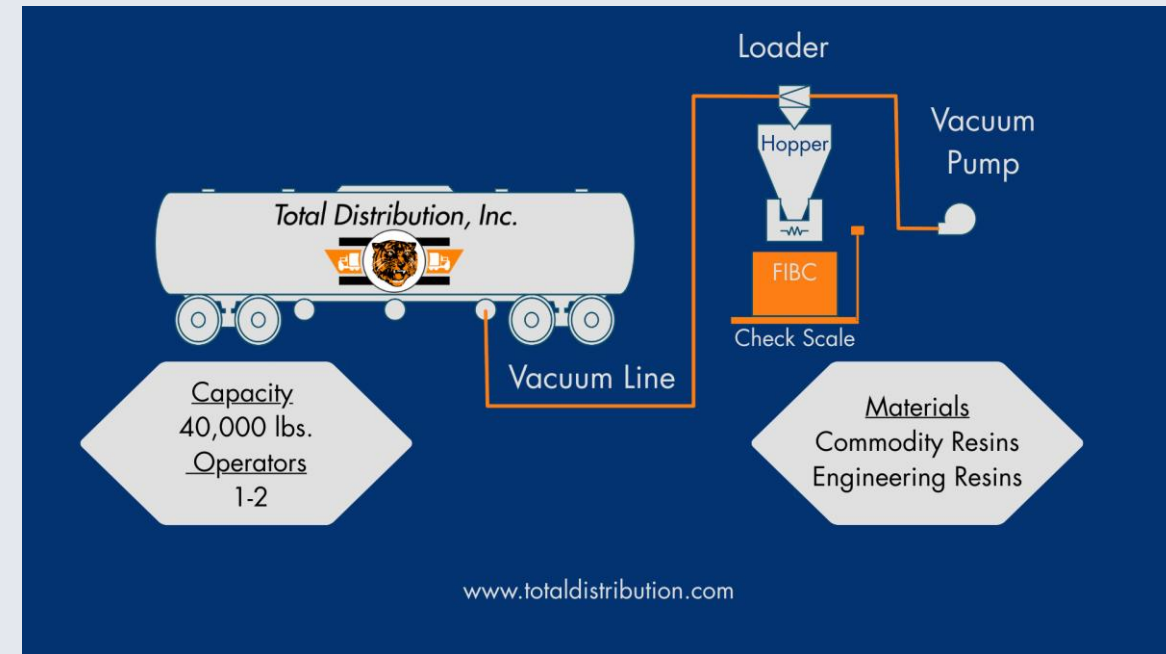 Loader
Vacuum
Pump
Hopper
Total Distribution, Inc.
FIBC
Check Scale
Vacuum Line
Capacity
40,000 lbs.
Operators
1-2
Materials
Commodity Resins
Engineering Resins
www.totaldistribution.com